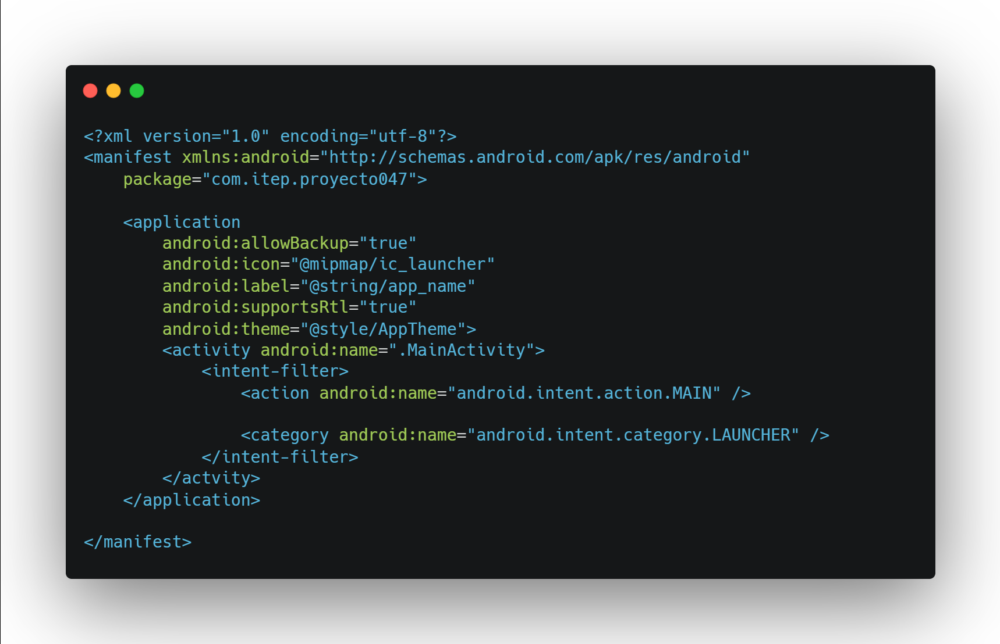 <?xml version="1.0" encoding="utf-8"?>
<manifest xmlns:android="http://schemas.android.com/apk/res/android"
    package="com.itep.proyecto047">

    <application
        android:allowBackup="true"
        android:icon="@mipmap/ic_launcher"
        android:label="@string/app_name"
        android:supportsRtl="true"
        android:theme="@style/AppTheme">
        <activity android:name=".MainActivity">
            <intent-filter>
                <action android:name="android.intent.action.MAIN" />

                <category android:name="android.intent.category.LAUNCHER" />
            </intent-filter>
        </actvity>
    </application>

</manifest>